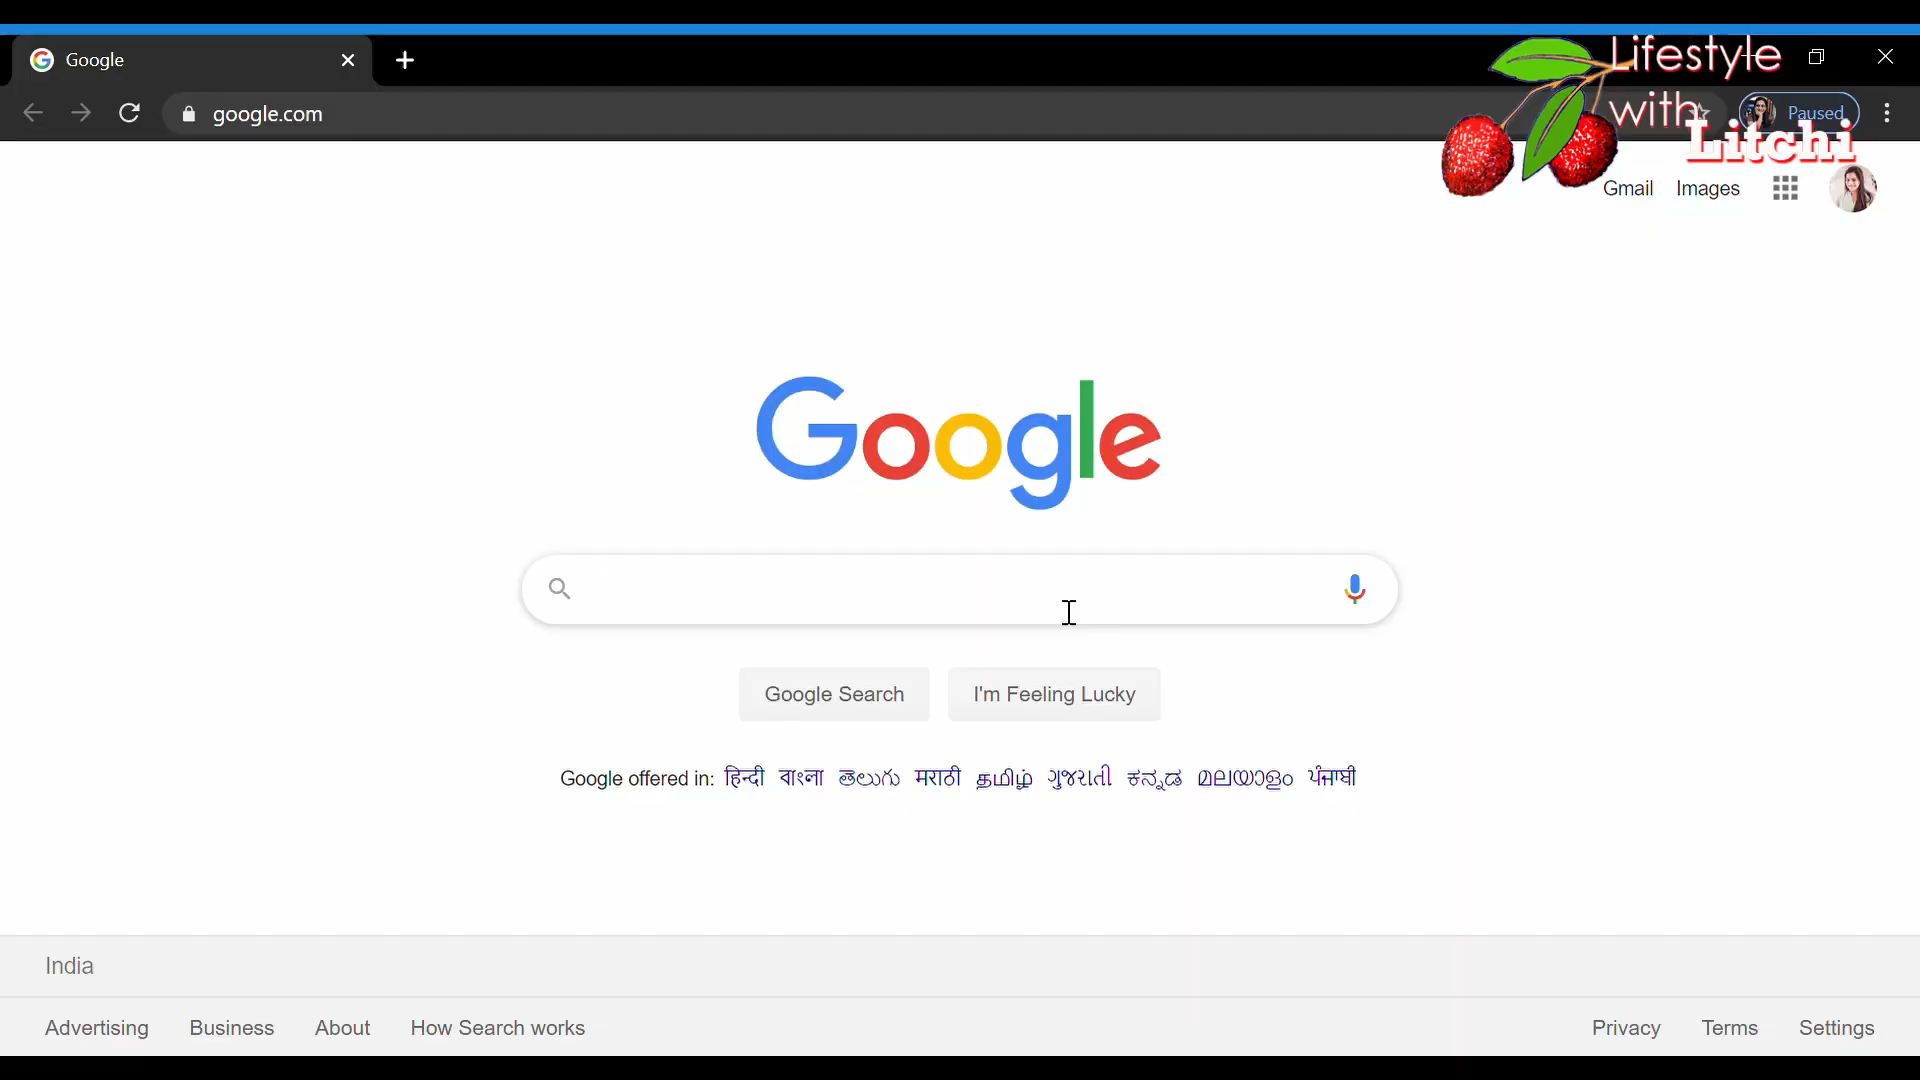 Google
Lifestyle
google.com
with
Paused
Litchi
Gmail Images
Google
Google Search I'm Feeling Lucky
Google offered in: हिन्दी বাংলা తెలుగు मराठी தமிழ் ગુજરાતી ಕನ್ನಡ മലയാളം ਪੰਜਾਬੀ
India
Advertising Business About How Search works Privacy Terms Settings